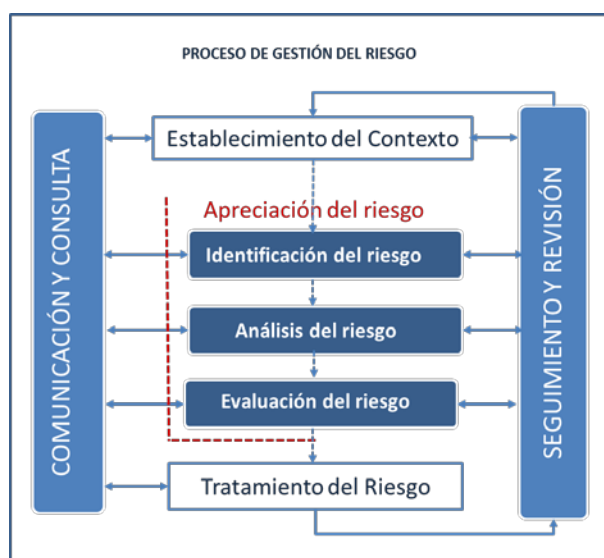 PROCESO DE GESTIÓN DEL RIESGO
COMUNICACIÓN Y CONSULTA
Establecimiento del Contexto
Apreciación del riesgo
Identificación del riesgo
Análisis del riesgo
Evaluación del riesgo
Tratamiento del Riesgo
SEGUIMIENTO Y REVISIÓN